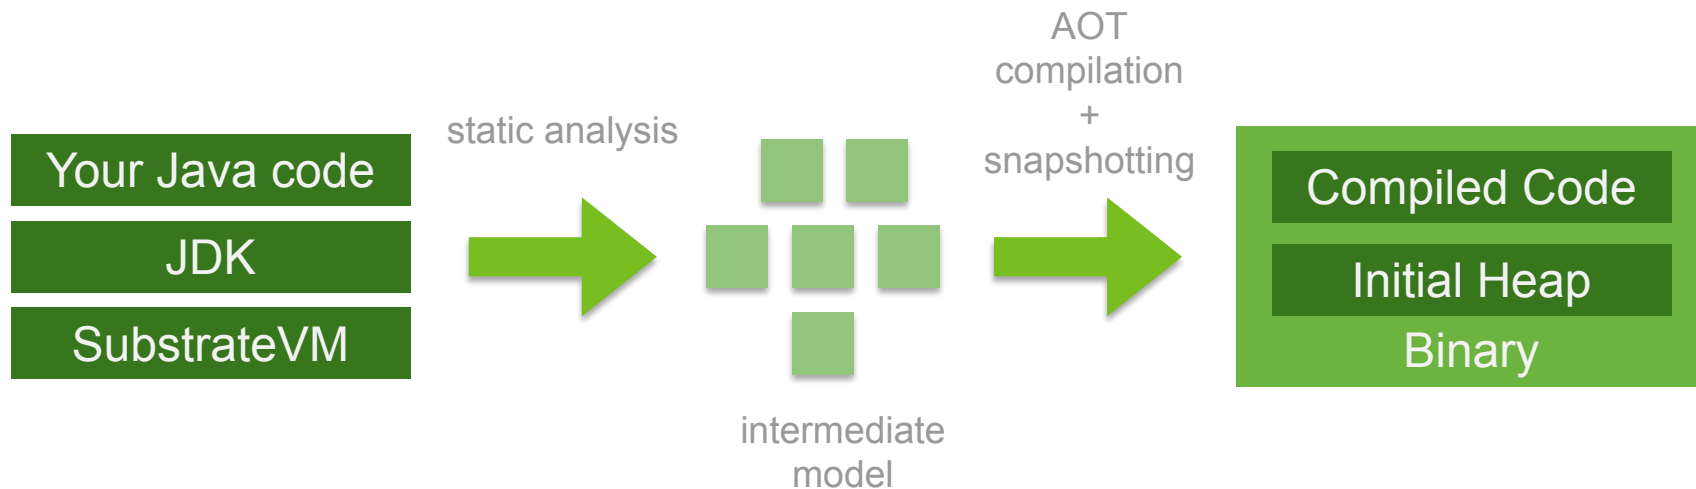 Your Java code
JDK
SubstrateVM
static analysis
intermediate
model
AOT
compilation
+
snapshotting
Compiled Code
Initial Heap
Binary